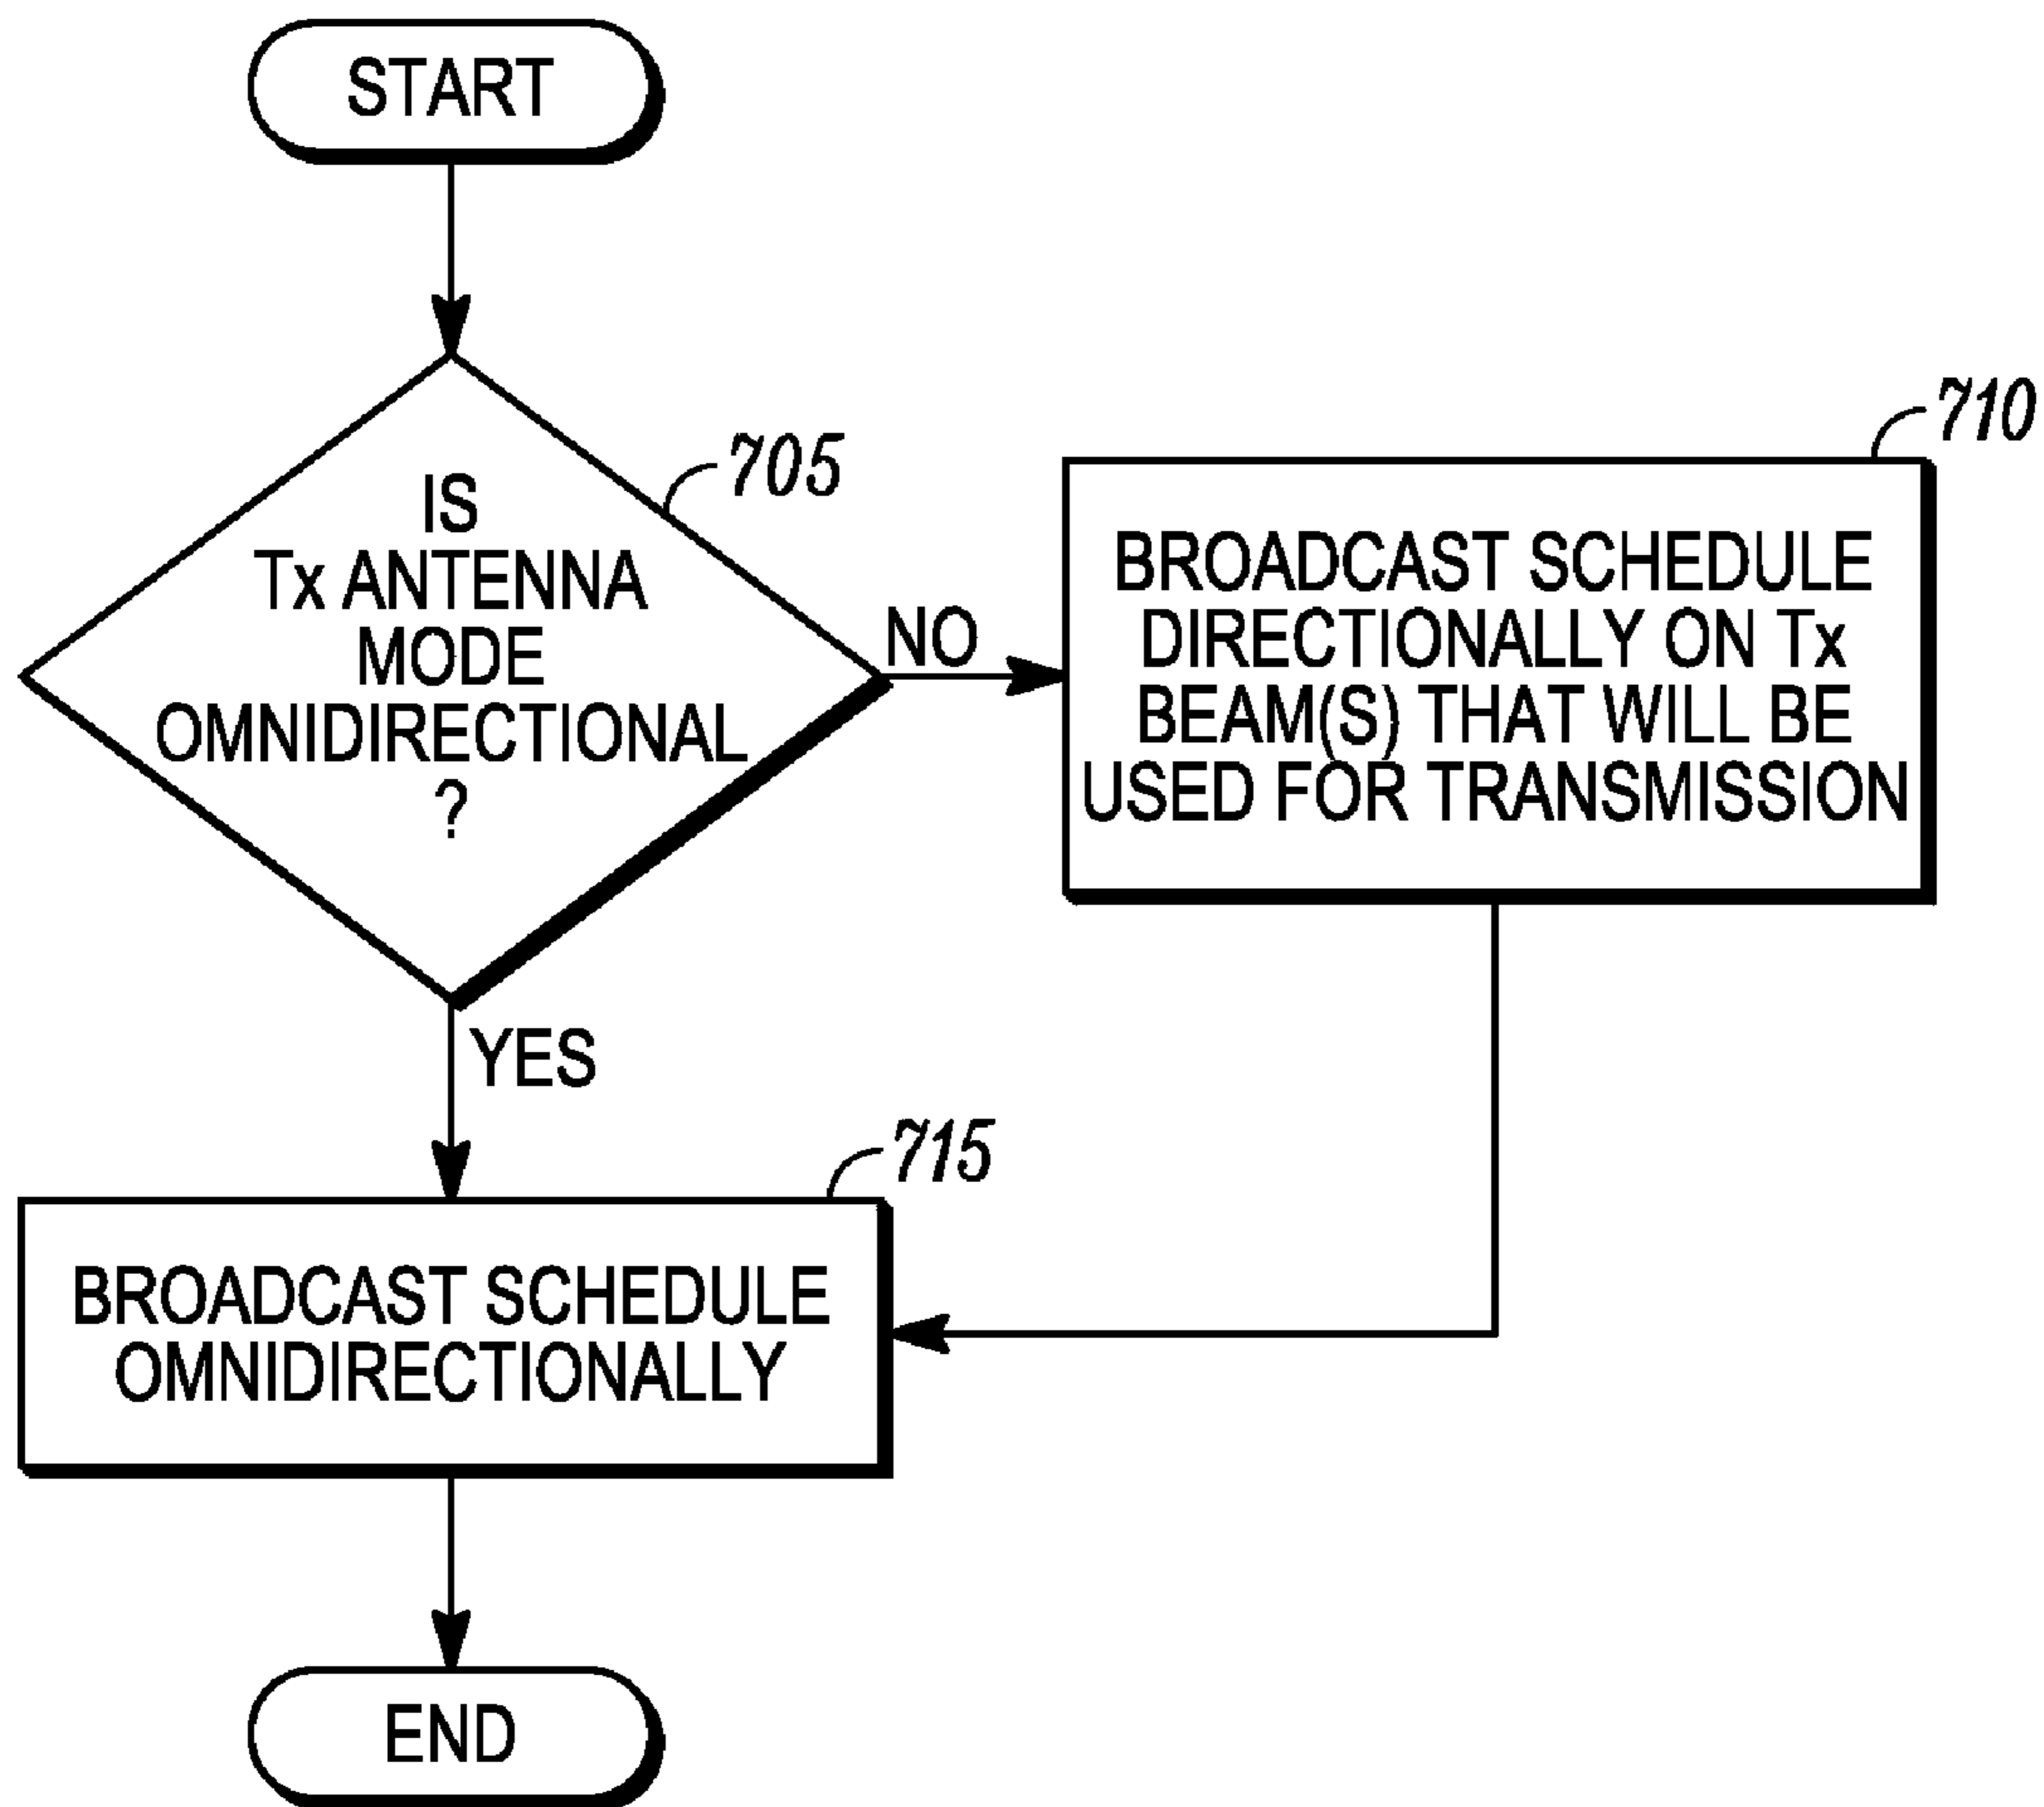 START
705
IS
Tx ANTENNA
MODE
OMNIDIRECTIONAL
?
NO
710
BROADCAST SCHEDULE
DIRECTIONALLY ON Tx
BEAM(S) THAT WILL BE
USED FOR TRANSMISSION
YES
715
BROADCAST SCHEDULE
OMNIDIRECTIONALLY
END